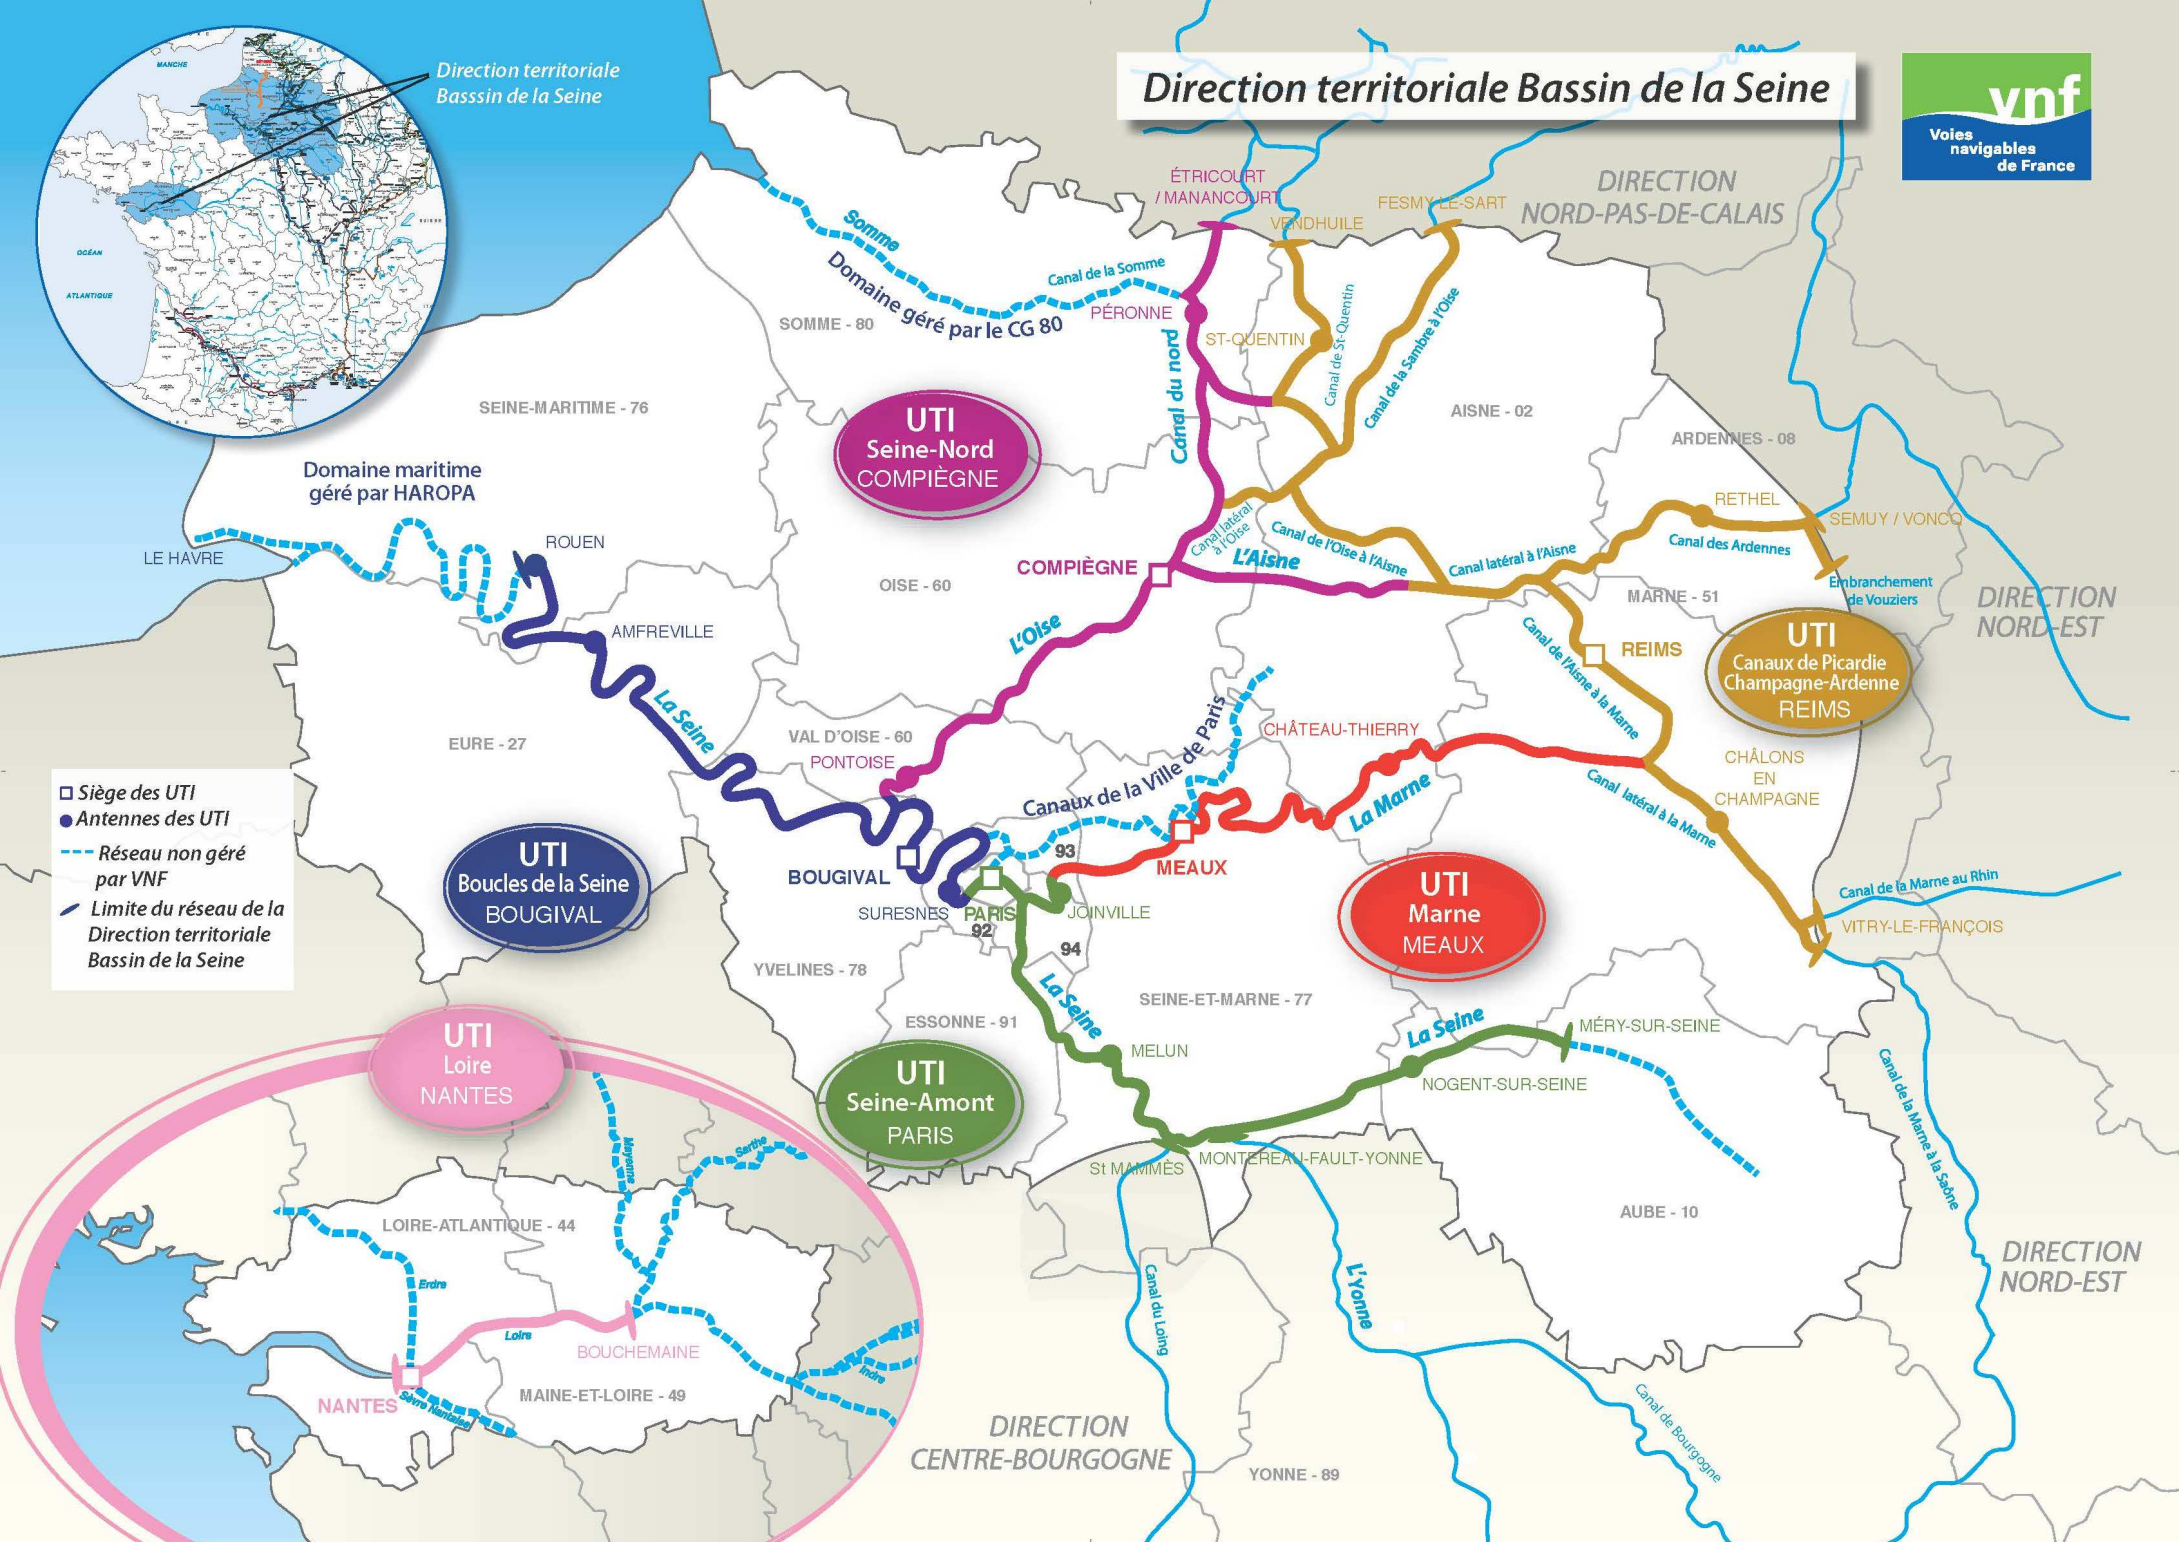 Direction territoriale Bassin de la Seine
vnf
Voies
navigables
de France
Direction territoriale
Basssin de la Seine
MANCHE
OCÉAN
ATLANTIQUE
DIRECTION
NORD-PAS-DE-CALAIS
ÉTRICOURT
/ MANANCOURT
VENDHUILE
FESMY-LE-SART
Somme
Domaine géré par le CG 80
Canal de la Somme
PÉRONNE
SOMME - 80
ST-QUENTIN
Canal de St-Quentin
Canal de la Sambre à l'Oise
Canal du nord
SEINE-MARITIME - 76
UTI
Seine-Nord
COMPIÈGNE
AISNE - 02
ARDENNES - 08
Domaine maritime
géré par HAROPA
LE HAVRE
ROUEN
AMFREVILLE
OISE - 60
COMPIÈGNE
Canal latéral
à l'Oise
L'Aisne
Canal de l'Oise à l'Aisne
Canal latéral à l'Aisne
RETHEL
SEMUY / VONCQ
Canal des Ardennes
Embranchement
de Vouziers
DIRECTION
NORD-EST
MARNE - 51
L'Oise
REIMS
Canal de l'Aisne à la Marne
UTI
Canaux de Picardie
Champagne-Ardenne
REIMS
La Seine
EURE - 27
VAL D'OISE - 60
PONTOISE
Canaux de la Ville de Paris
CHÂTEAU-THIERRY
La Marne
Canal latéral à la Marne
CHÂLONS
EN
CHAMPAGNE
Siège des UTI
Antennes des UTI
Réseau non géré
par VNF
Limite du réseau de la
Direction territoriale
Bassin de la Seine
UTI
Boucles de la Seine
BOUGIVAL
BOUGIVAL
SURESNES
PARIS
92
93
94
JOINVILLE
MEAUX
UTI
Marne
MEAUX
Canal de la Marne au Rhin
VITRY-LE-FRANÇOIS
YVELINES - 78
ESSONNE - 91
La Seine
SEINE-ET-MARNE - 77
MELUN
La Seine
MÉRY-SUR-SEINE
NOGENT-SUR-SEINE
UTI
Seine-Amont
PARIS
St MAMMÈS
MONTEREAU-FAULT-YONNE
Canal de la Marne à la Saône
AUBE - 10
DIRECTION
NORD-EST
Canal du Loing
L'Yonne
Canal de Bourgogne
DIRECTION
CENTRE-BOURGOGNE
YONNE - 89
UTI
Loire
NANTES
Mayenne
Sarthe
LOIRE-ATLANTIQUE - 44
Erdre
Loire
BOUCHEMAINE
Indre
MAINE-ET-LOIRE - 49
NANTES
Sèvre Nantaise